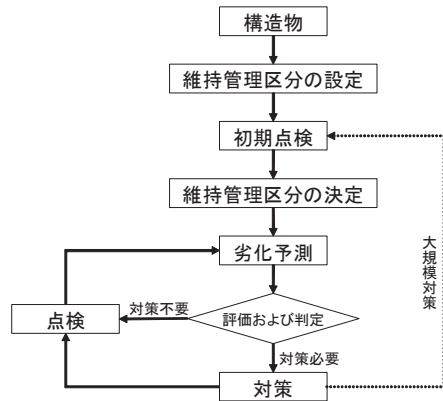 構造物
維持管理区分の設定
初期点検
維持管理区分の決定
劣化予測
大規模対策
対策不要
点検
評価および判定
対策必要
対策